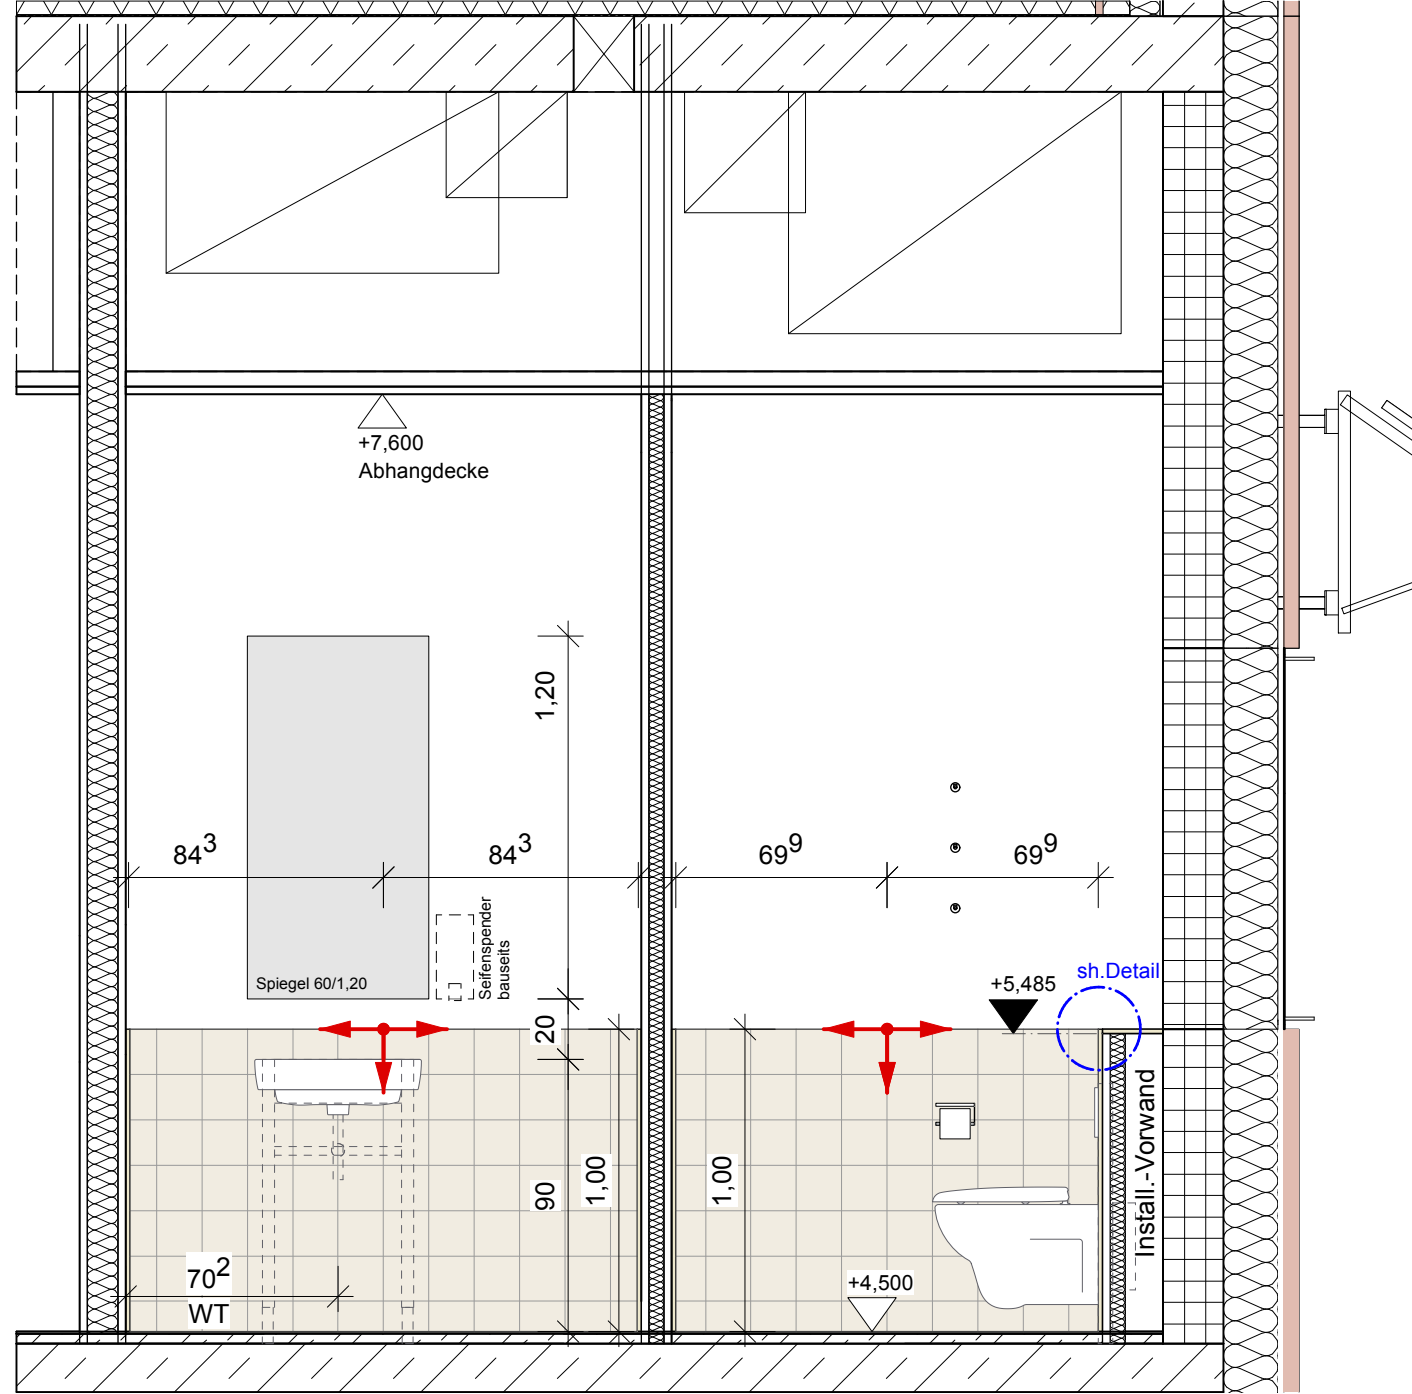 +7,600
Abhangdecke
1,20
84³
84³
69⁹
69⁹
Seifenspender
bauseits
Spiegel 60/1,20
+5,485
sh.Detail
20
90
1,00
1,00
Install.-Vorwand
70²
WT
+4,500